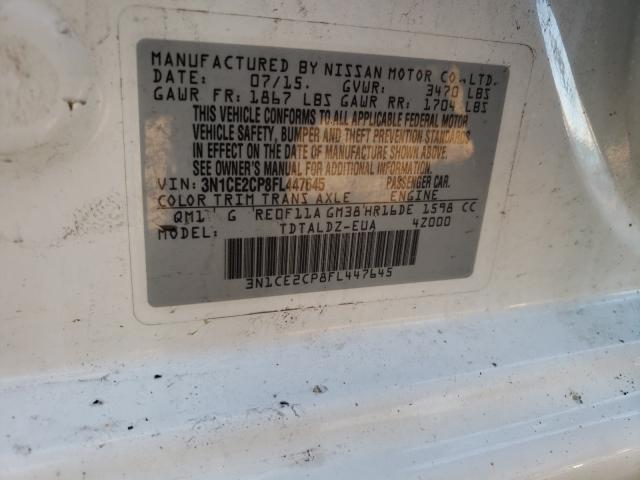 MANUFACTURED BY NISSAN MOTOR CO.,LTD.
DATE: 07/15. GVWR: 3470 LBS
GAWR FR: 1867 LBS GAWR RR: 1704 LBS
THIS VEHICLE CONFORMS TO ALL APPLICABLE FEDERAL MOTOR
VEHICLE SAFETY, BUMPER AND THEFT PREVENTION STANDARDS
IN EFFECT ON THE DATE OF MANUFACTURE SHOWN ABOVE.
SEE OWNER'S MANUAL FOR ADDITIONAL INFORMATION
VIN: 3N1CE2CP8FL447645 PASSENGER CAR.
COLOR TRIM TRANS AXLE ENGINE
QM1 G RE0F11A GM38 HR16DE 1598 CC
MODEL: TDTALDZ-EUA 4Z000
3N1CE2CP8FL447645